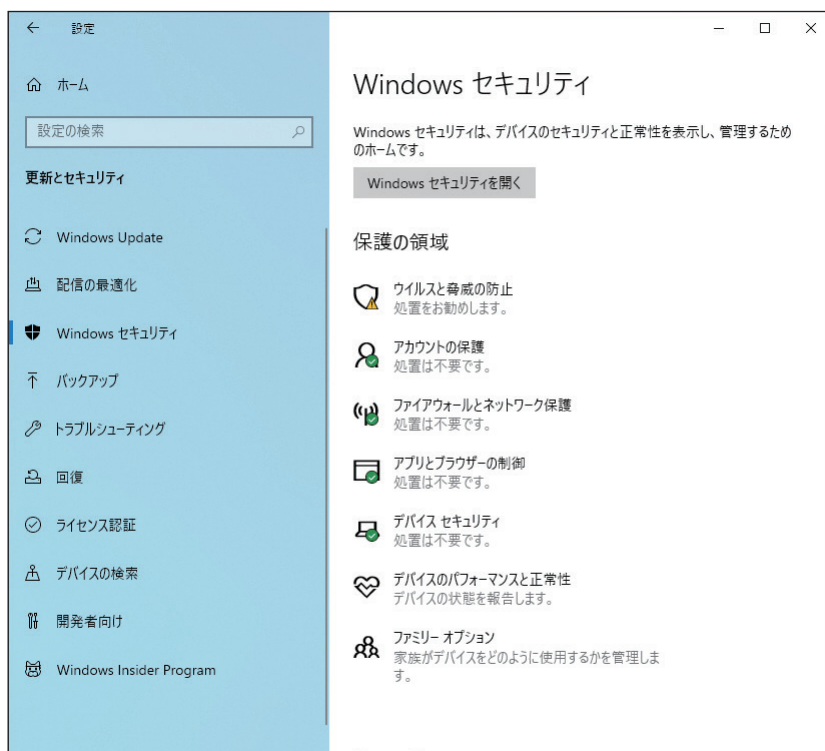 設定
ホーム
設定の検索
更新とセキュリティ
Windows Update
配信の最適化
Windows セキュリティ
バックアップ
トラブルシューティング
回復
ライセンス認証
デバイスの検索
開発者向け
Windows Insider Program
Windows セキュリティ
Windows セキュリティは、デバイスのセキュリティと正常性を表示し、管理するため
のホームです。
Windows セキュリティを開く
保護の領域
ウイルスと脅威の防止
処置をお勧めします。
アカウントの保護
処置は不要です。
ファイアウォールとネットワーク保護
処置は不要です。
アプリとブラウザーの制御
処置は不要です。
デバイス セキュリティ
処置は不要です。
デバイスのパフォーマンスと正常性
デバイスの状態を報告します。
ファミリー オプション
家族がデバイスをどのように使用するかを管理しま
す。